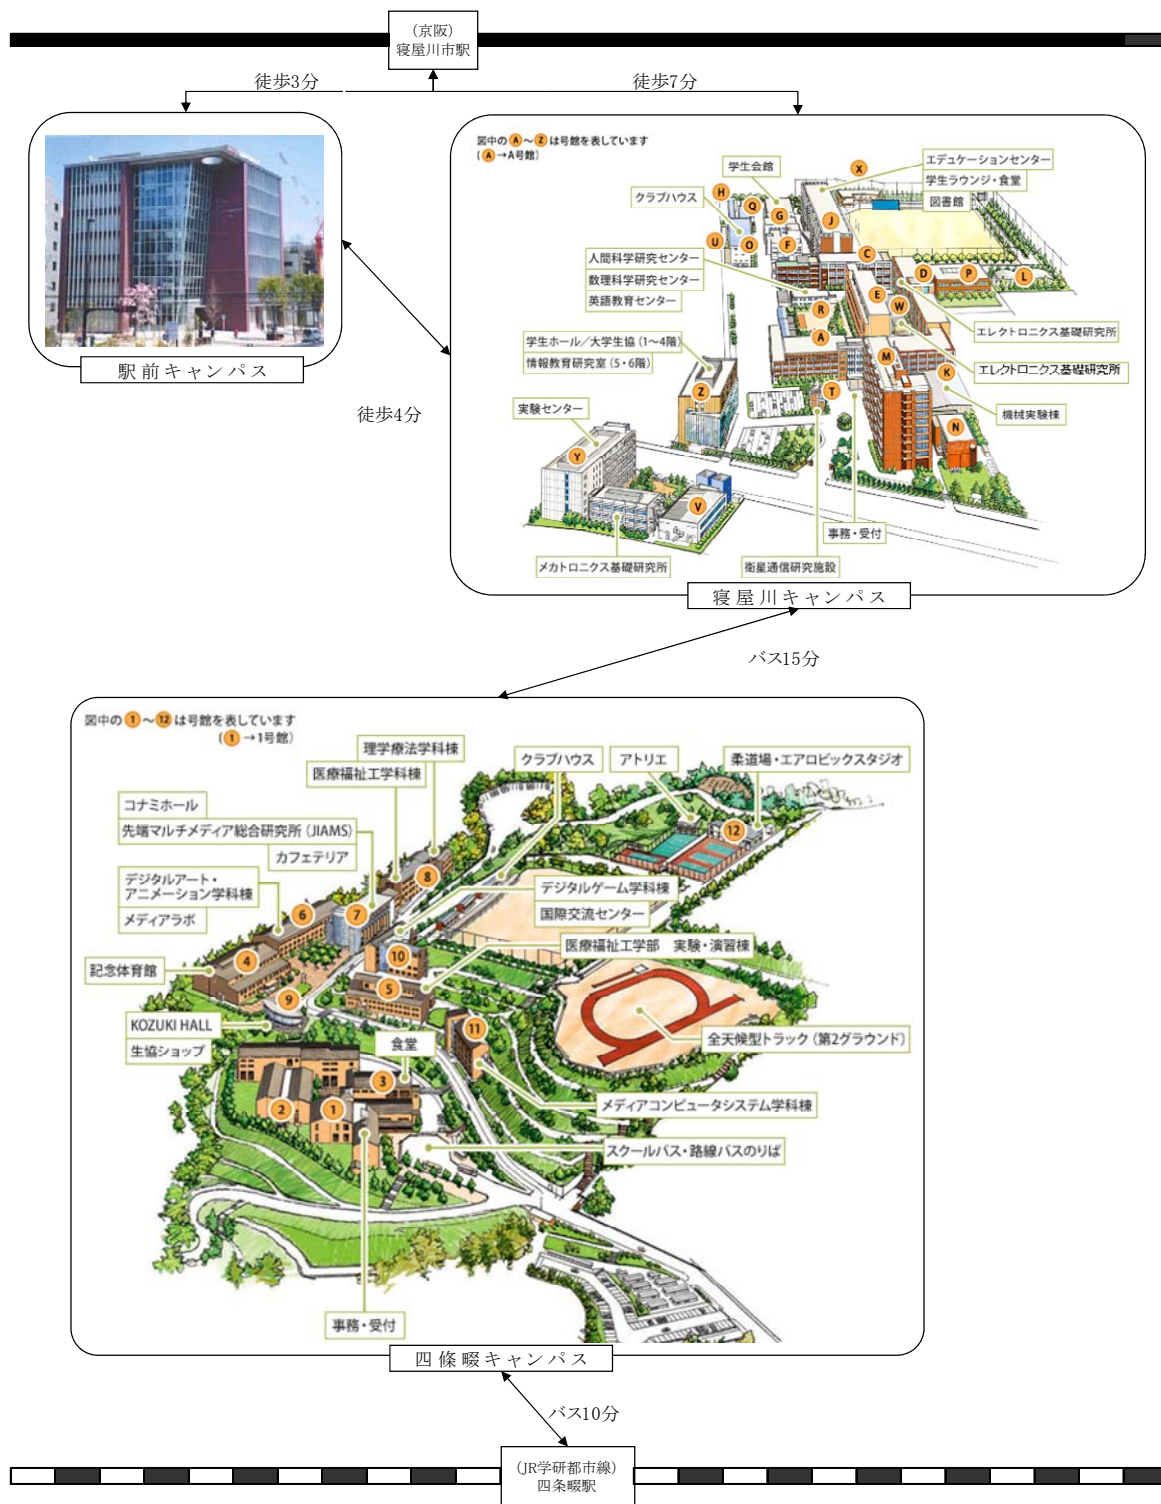 (京阪)
寝屋川市駅
徒歩3分
徒歩7分
駅前キャンパス
徒歩4分
図中の A ～ Z は号館を表しています
( A →A号館)
学生会館
クラブハウス
エデュケーションセンター
学生ラウンジ・食堂
図書館
X
H
Q
G
J
U
O
F
C
D
P
L
人間科学研究センター
数理科学研究センター
英語教育センター
E
W
R
エレクトロニクス基礎研究所
A
学生ホール／大学生協 (1～4階)
情報教育研究室 (5・6階)
M
エレクトロニクス基礎研究所
K
Z
T
機械実験棟
実験センター
N
Y
V
事務・受付
メカトロニクス基礎研究所
衛星通信研究施設
寝屋川キャンパス
バス15分
図中の 1 ～ 12 は号館を表しています
( 1 →1号館)
理学療法学科棟
医療福祉工学科棟
クラブハウス
アトリエ
柔道場・エアロビックスタジオ
コナミホール
先端マルチメディア総合研究所 (JIAMS)
カフェテリア
12
デジタルアート・
アニメーション学科棟
メディアラボ
8
デジタルゲーム学科棟
国際交流センター
6
7
医療福祉工学部　実験・演習棟
10
4
記念体育館
5
9
KOZUKI HALL
生協ショップ
11
食堂
全天候型トラック (第2グラウンド)
3
2
1
メディアコンピュータシステム学科棟
スクールバス・路線バスのりば
事務・受付
四條畷キャンパス
バス10分
(JR学研都市線)
四条畷駅